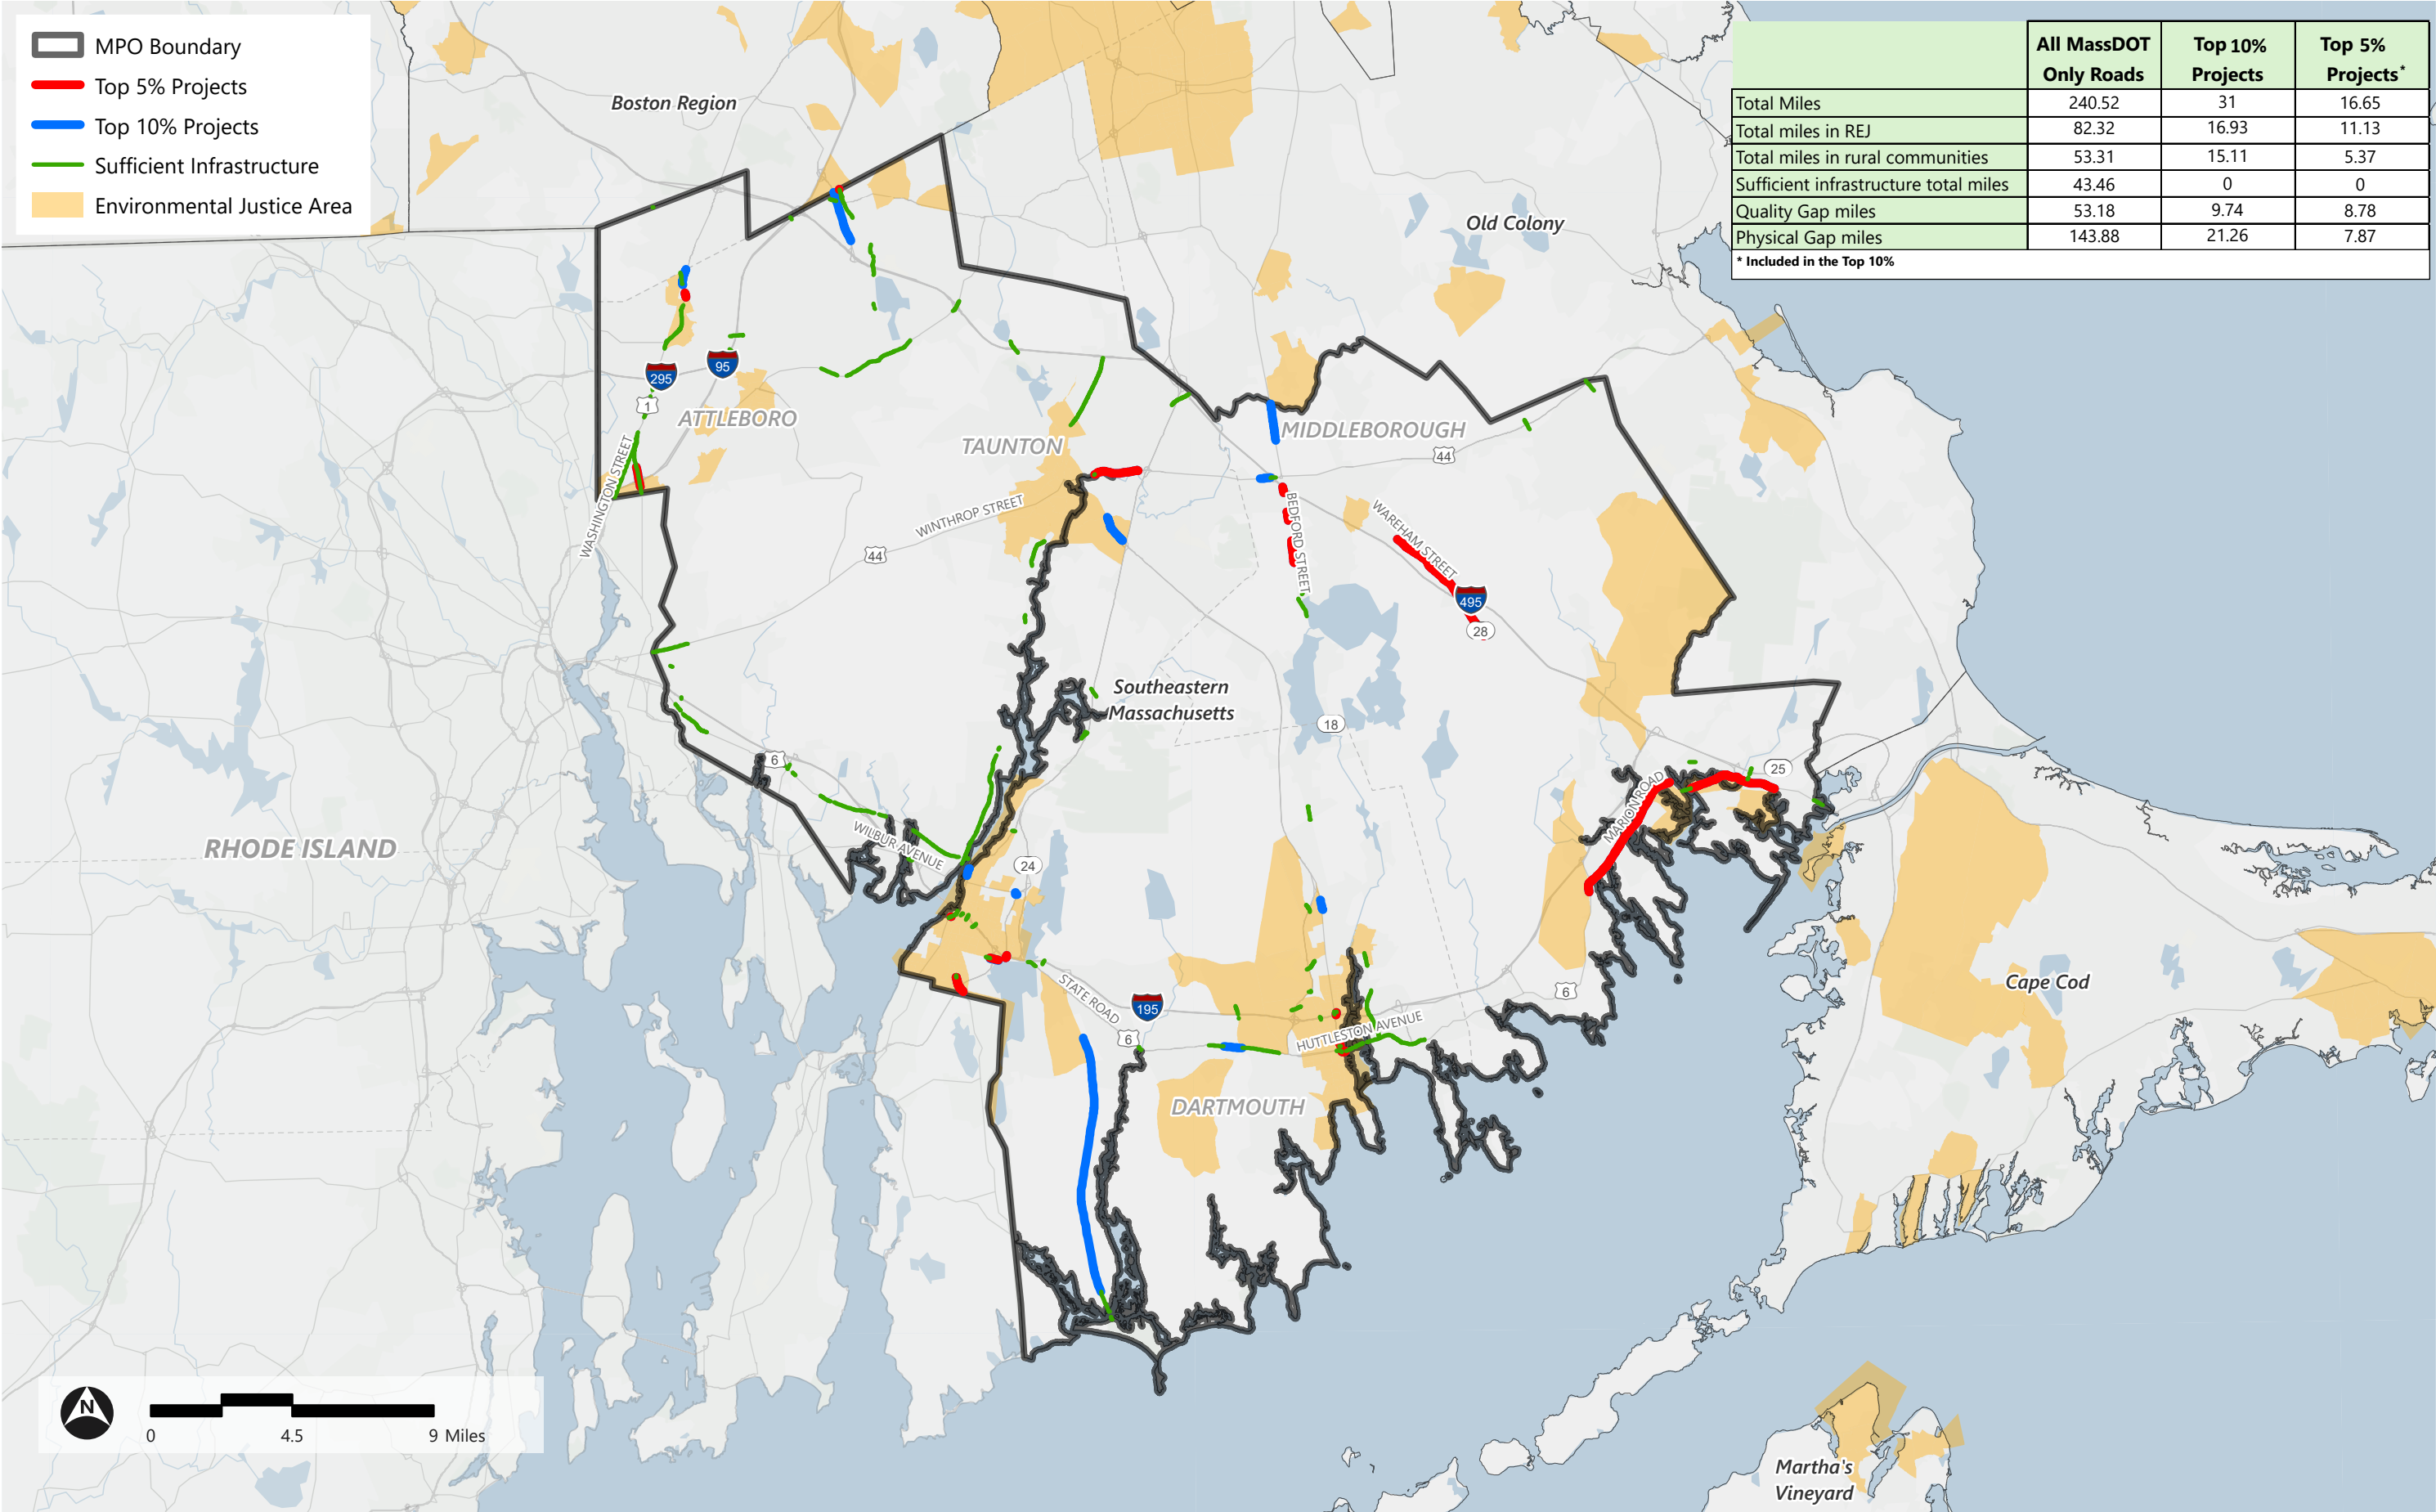 MPO Boundary
Top 5% Projects
Top 10% Projects
Sufficient Infrastructure
Environmental Justice Area
All MassDOT Only Roads
Top 10% Projects
Top 5% Projects*
Total Miles 240.52 31 16.65
Total miles in REJ 82.32 16.93 11.13
Total miles in rural communities 53.31 15.11 5.37
Sufficient infrastructure total miles 43.46 0 0
Quality Gap miles 53.18 9.74 8.78
Physical Gap miles 143.88 21.26 7.87
* Included in the Top 10%
Boston Region
Old Colony
295
95
1
ATTLEBORO
TAUNTON
MIDDLEBOROUGH
44
WASHINGTON STREET
WINTHROP STREET
44
BEDFORD STREET
WAREHAM STREET
495
28
Southeastern
Massachusetts
18
6
25
MARION ROAD
RHODE ISLAND
WILBUR AVENUE
24
STATE ROAD
195
6
6
HUTTLESTON AVENUE
Cape Cod
DARTMOUTH
N
0 4.5 9 Miles
Martha's
Vineyard